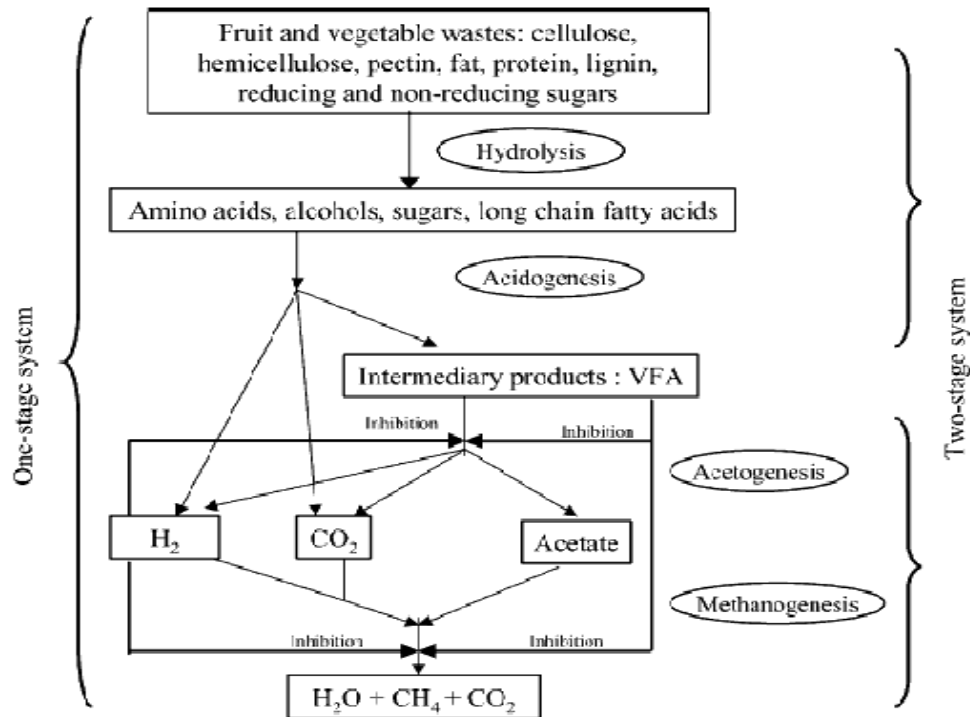 Fruit and vegetable wastes: cellulose,
hemicellulose, pectin, fat, protein, lignin,
reducing and non-reducing sugars
Hydrolysis
Amino acids, alcohols, sugars, long chain fatty acids
Acidogenesis
One-stage system
Two-stage system
Intermediary products : VFA
Inhibition
Inhibition
Acetogenesis
H₂
CO₂
Acetate
Methanogenesis
Inhibition
Inhibition
H₂O + CH₄ + CO₂